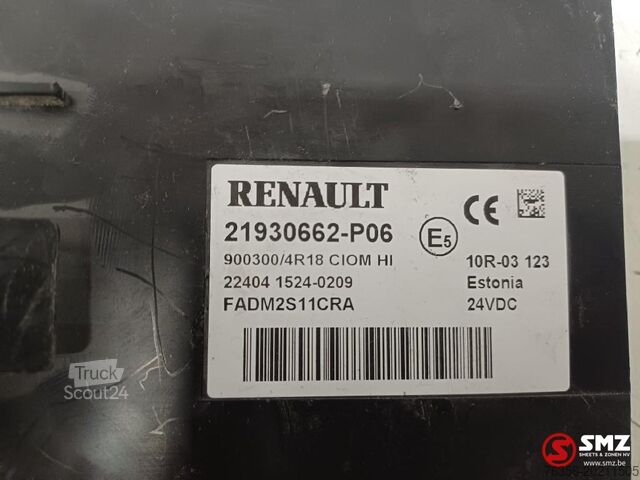 RENAULT
21930662-P06
E5
CE
900300/4R18 CIOM HI
10R-03 123
22404 1524-0209
Estonia
FADM2S11CRA
24VDC
Truck
Scout24
SMZ
SHEETS & ZONEN NV
www.smz.be